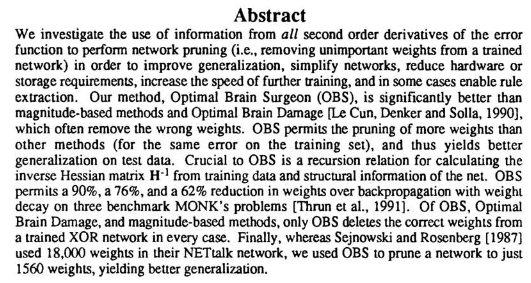 Abstract
We investigate the use of information from all second order derivatives of the error
function to perform network pruning (i.e., removing unimportant weights from a trained
network) in order to improve generalization, simplify networks, reduce hardware or
storage requirements, increase the speed of further training, and in some cases enable rule
extraction. Our method, Optimal Brain Surgeon (OBS), is significantly better than
magnitude-based methods and Optimal Brain Damage [Le Cun, Denker and Solla, 1990],
which often remove the wrong weights. OBS permits the pruning of more weights than
other methods (for the same error on the training set), and thus yields better
generalization on test data. Crucial to OBS is a recursion relation for calculating the
inverse Hessian matrix H⁻¹ from training data and structural information of the net. OBS
permits a 90%, a 76%, and a 62% reduction in weights over backpropagation with weight
decay on three benchmark MONK's problems [Thrun et al., 1991]. Of OBS, Optimal
Brain Damage, and magnitude-based methods, only OBS deletes the correct weights from
a trained XOR network in every case. Finally, whereas Sejnowski and Rosenberg [1987]
used 18,000 weights in their NETtalk network, we used OBS to prune a network to just
1560 weights, yielding better generalization.